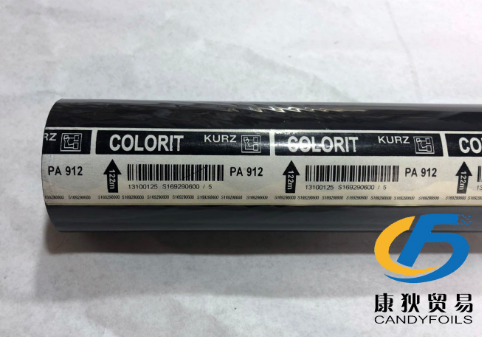 COLORIT KURZ COLORIT KURZ COL
PA 912 122m PA 912 122m PA 912
13100125 S169290600 / 5 13100125 S169290600 / 5
康狄贸易
CANDYFOILS